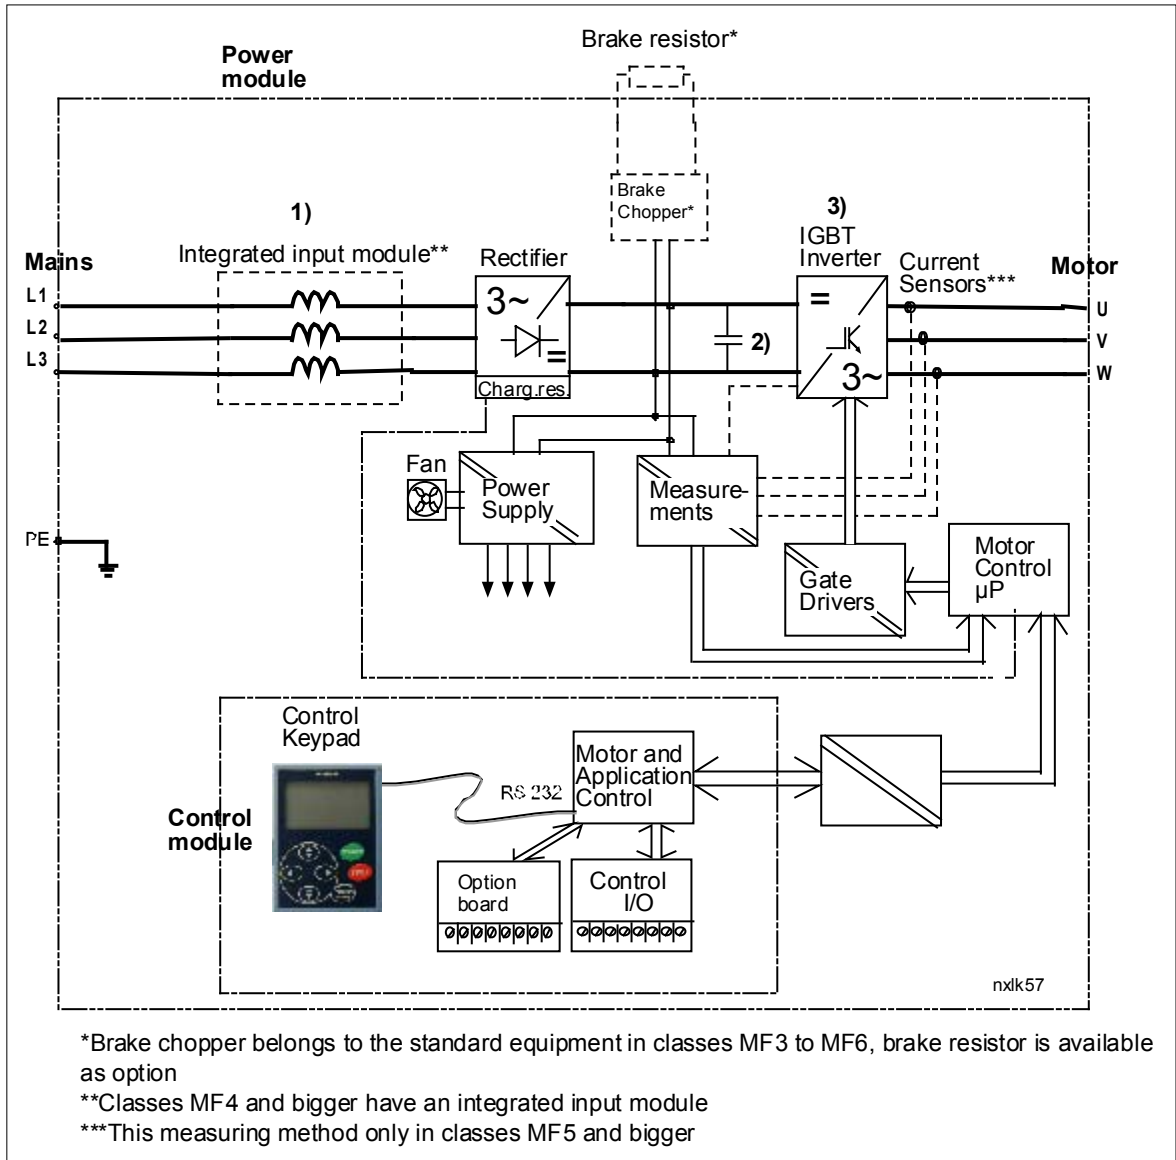 Brake resistor*
Power
module
Brake
Chopper*
1)
3)
Integrated input module**
Rectifier
IGBT
Inverter
Current
Sensors***
Mains
Motor
L1
L2
L3
3~
=
=
3~
2)
U
V
W
Charg.res.
Fan
Power
Supply
Measure-
ments
PE
Gate
Drivers
Motor
Control
µP
Control
Keypad
Motor and
Application
Control
RS 232
Control
module
Option
board
Control
I/O
nxlk57
*Brake chopper belongs to the standard equipment in classes MF3 to MF6, brake resistor is available
as option
**Classes MF4 and bigger have an integrated input module
***This measuring method only in classes MF5 and bigger